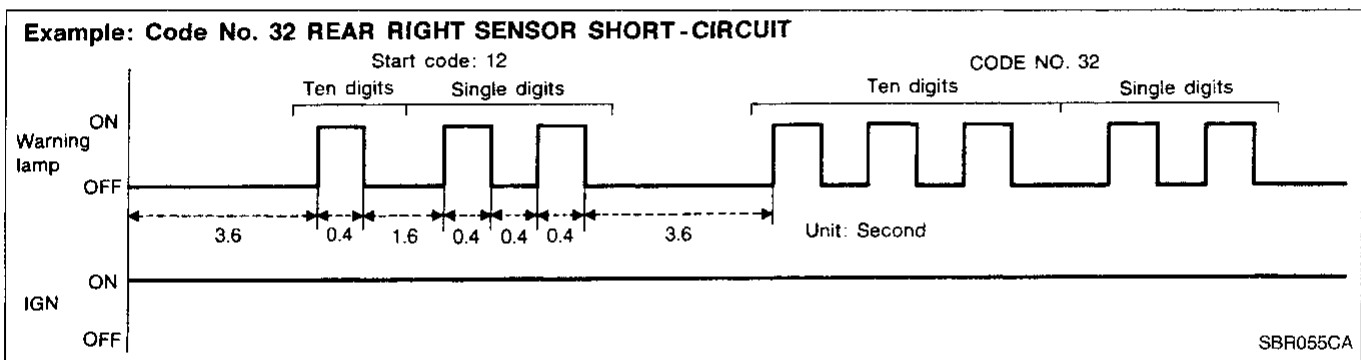 Example: Code No. 32 REAR RIGHT SENSOR SHORT-CIRCUIT
Start code: 12
CODE NO. 32
Ten digits
Single digits
Ten digits
Single digits
Warning lamp
ON
OFF
3.6
0.4
1.6
0.4
0.4
0.4
3.6
Unit: Second
IGN
ON
OFF
SBR055CA